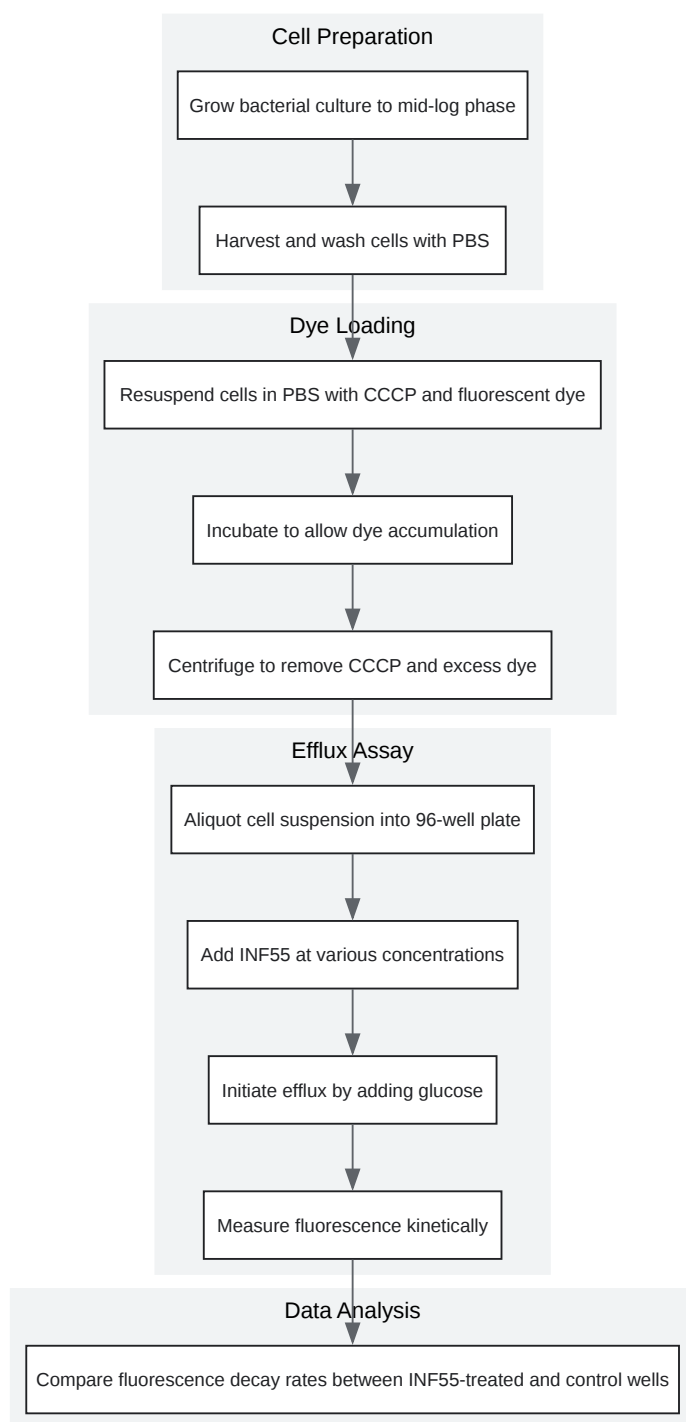 Cell Preparation
Grow bacterial culture to mid-log phase
Harvest and wash cells with PBS
Dye Loading
Resuspend cells in PBS with CCCP and fluorescent dye
Incubate to allow dye accumulation
Centrifuge to remove CCCP and excess dye
Efflux Assay
Aliquot cell suspension into 96-well plate
Add INF55 at various concentrations
Initiate efflux by adding glucose
Measure fluorescence kinetically
Data Analysis
Compare fluorescence decay rates between INF55-treated and control wells